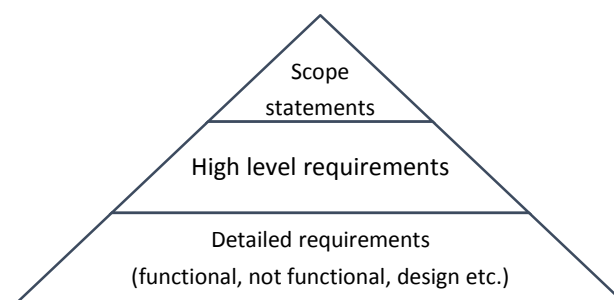 Scope
statements
High level requirements
Detailed requirements
(functional, not functional, design etc.)